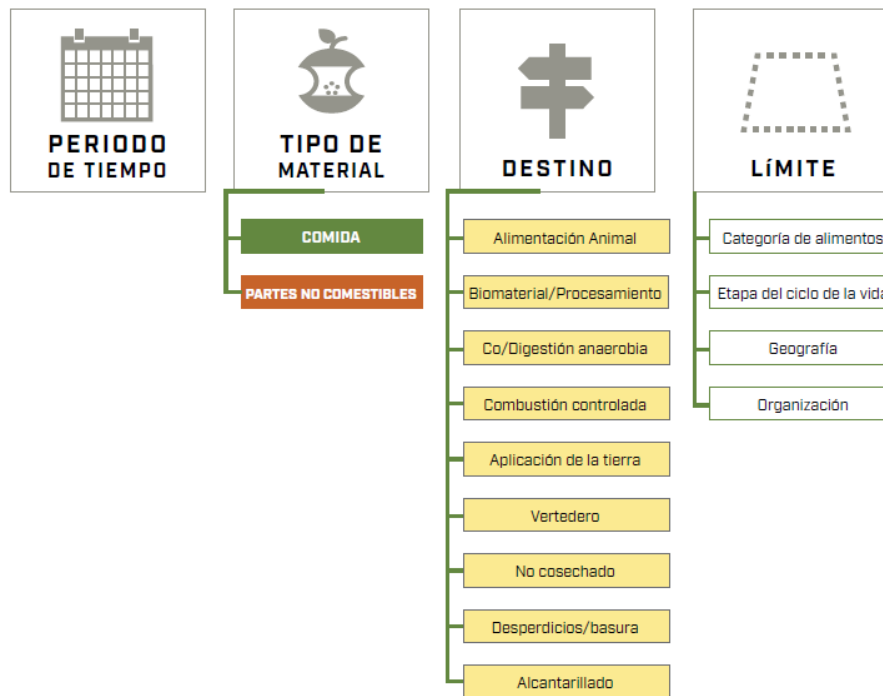 PERIODO
DE TIEMPO
TIPO DE
MATERIAL
COMIDA
PARTES NO COMESTIBLES
DESTINO
Alimentación Animal
Biomaterial/Procesamiento
Co/Digestión anaerobia
Combustión controlada
Aplicación de la tierra
Vertedero
No cosechado
Desperdicios/basura
Alcantarillado
LíMITE
Categoría de alimentos
Etapa del ciclo de la vida
Geografía
Organización